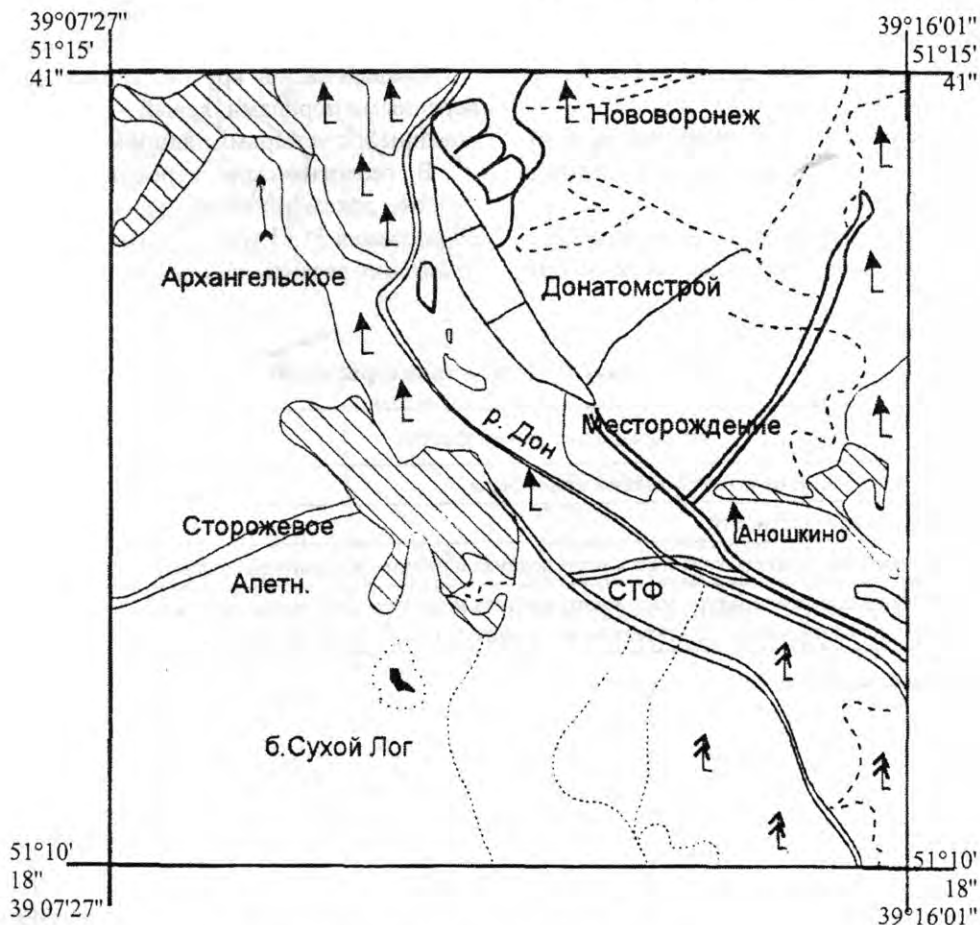 39°07'27" 39°16'01"
51°15' 51°15'
41" 41"
Нововоронеж
Архангельское
Донатомстрой
р. Дон
Месторождение
Сторожевое
Аношкино
Апетн.
СТФ
б.Сухой Лог
51°10' 51°10'
18" 18"
39 07'27" 39°16'01"